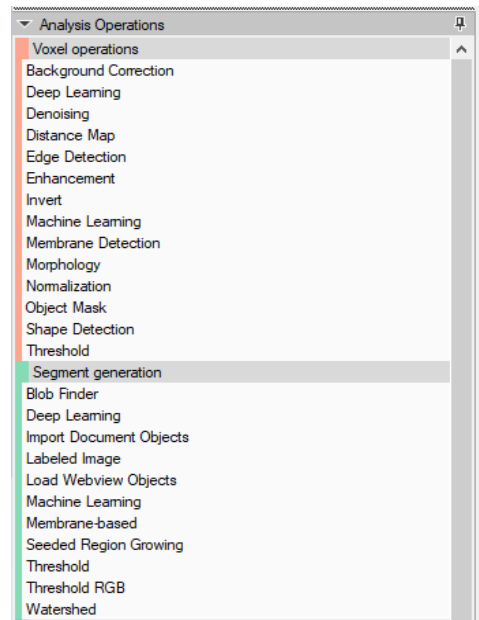 Analysis Operations
Voxel operations
Background Correction
Deep Learning
Denoising
Distance Map
Edge Detection
Enhancement
Invert
Machine Learning
Membrane Detection
Morphology
Normalization
Object Mask
Shape Detection
Threshold
Segment generation
Blob Finder
Deep Learning
Import Document Objects
Labeled Image
Load Webview Objects
Machine Learning
Membrane-based
Seeded Region Growing
Threshold
Threshold RGB
Watershed